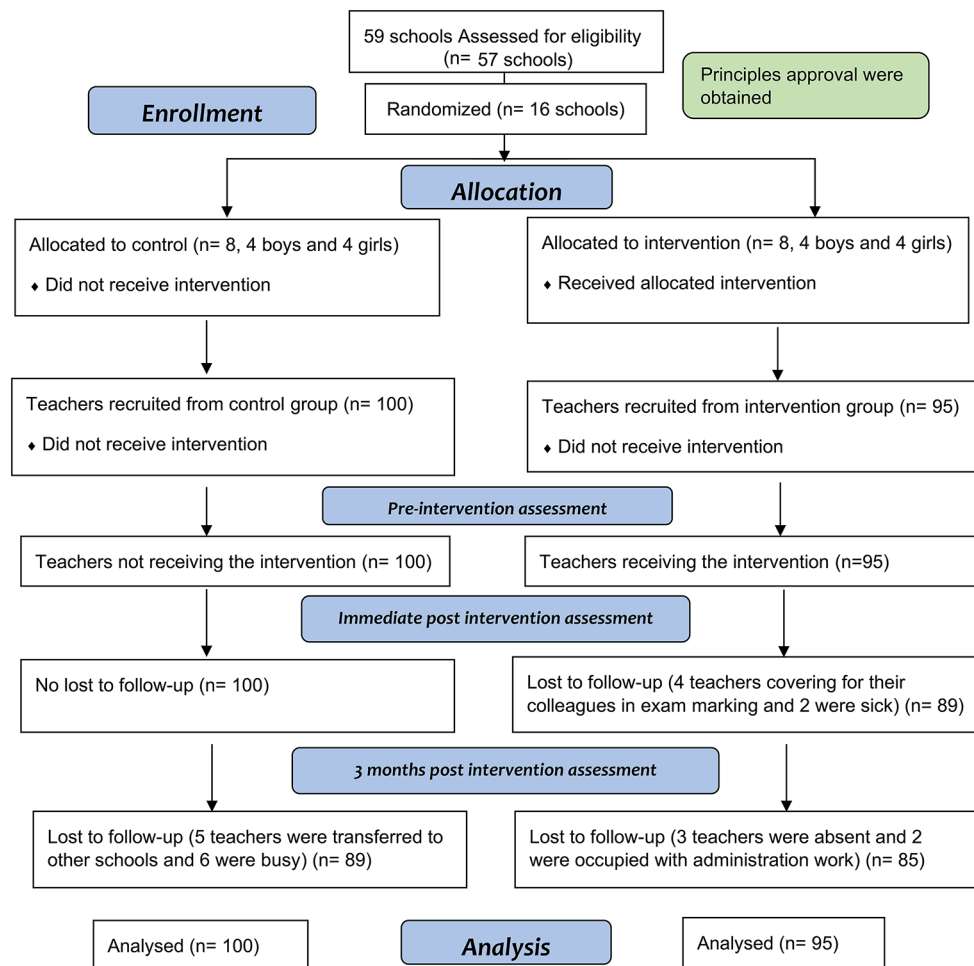 59 schools Assessed for eligibility
(n= 57 schools)
Principles approval were
obtained
Enrollment
Randomized (n= 16 schools)
Allocation
Allocated to control (n= 8, 4 boys and 4 girls)
♦ Did not receive intervention
Allocated to intervention (n= 8, 4 boys and 4 girls)
♦ Received allocated intervention
Teachers recruited from control group (n= 100)
♦ Did not receive intervention
Teachers recruited from intervention group (n= 95)
♦ Did not receive intervention
Pre-intervention assessment
Teachers not receiving the intervention (n= 100)
Teachers receiving the intervention (n=95)
Immediate post intervention assessment
No lost to follow-up (n= 100)
Lost to follow-up (4 teachers covering for their
colleagues in exam marking and 2 were sick) (n= 89)
3 months post intervention assessment
Lost to follow-up (5 teachers were transferred to
other schools and 6 were busy) (n= 89)
Lost to follow-up (3 teachers were absent and 2
were occupied with administration work) (n= 85)
Analysed (n= 100)
Analysis
Analysed (n= 95)